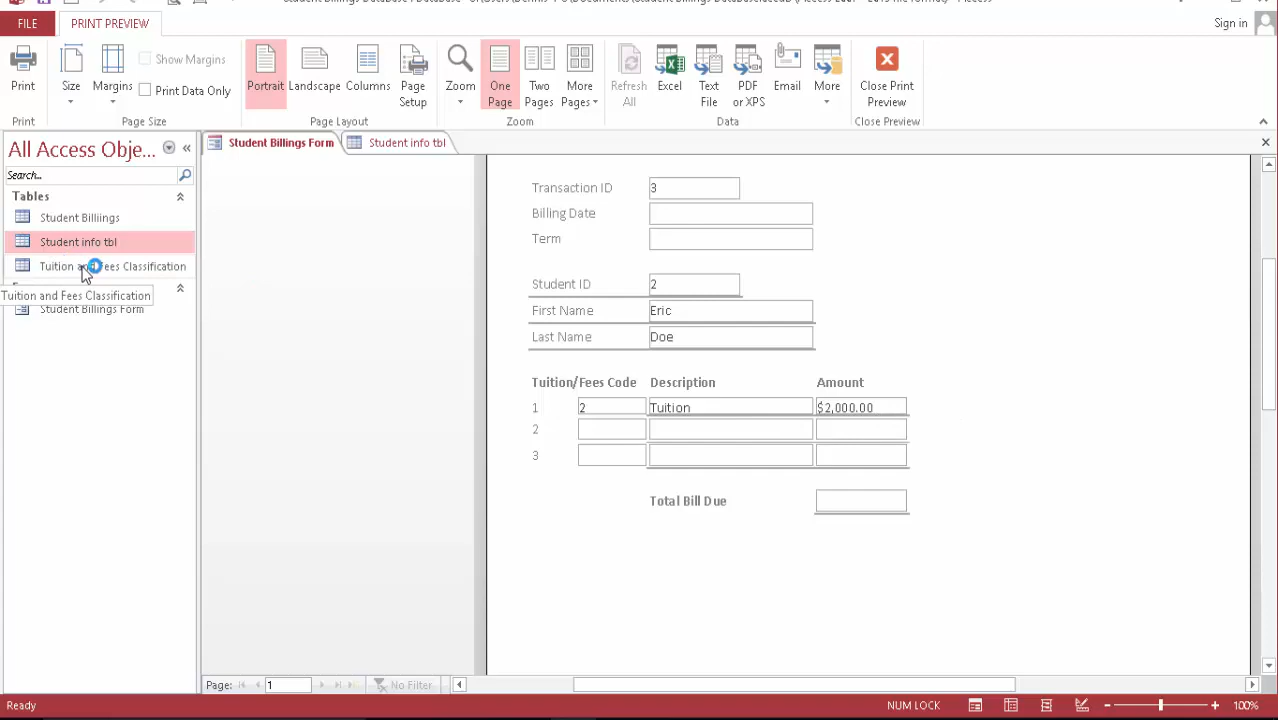 FILE
PRINT PREVIEW
Sign in
Print
Size
Margins
Show Margins
Print Data Only
Portrait
Landscape
Columns
Page Setup
Zoom
One Page
Two Pages
More Pages
Refresh All
Excel
Text File
PDF or XPS
Email
More
Close Print Preview
Print
Page Size
Page Layout
Zoom
Data
Close Preview
All Access Obje...
Search...
Tables
Student Billiings
Student info tbl
Tuition and Fees Classification
Tuition and Fees Classification
Student Billings Form
Student Billings Form
Student info tbl
Transaction ID 3
Billing Date
Term
Student ID 2
First Name Eric
Last Name Doe
Tuition/Fees Code Description Amount
1 2 Tuition $2,000.00
2
3
Total Bill Due
Page: 1 No Filter
Ready
NUM LOCK
100%